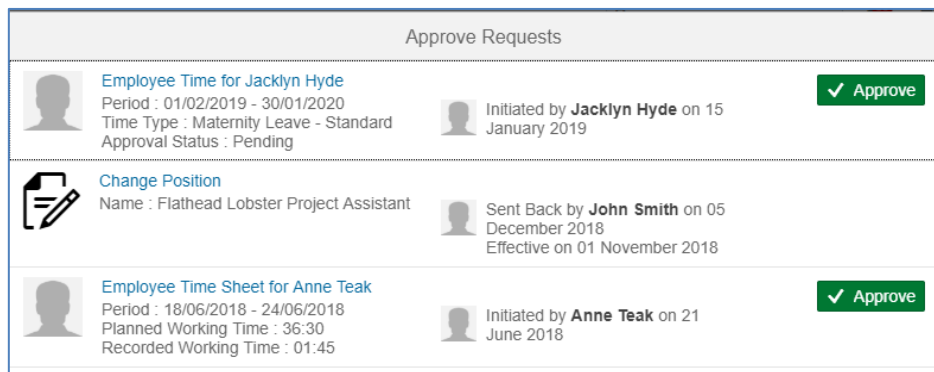 Approve Requests
Employee Time for Jacklyn Hyde
Period : 01/02/2019 - 30/01/2020
Time Type : Maternity Leave - Standard
Approval Status : Pending
Initiated by Jacklyn Hyde on 15
January 2019
Approve
Change Position
Name : Flathead Lobster Project Assistant
Sent Back by John Smith on 05
December 2018
Effective on 01 November 2018
Employee Time Sheet for Anne Teak
Period : 18/06/2018 - 24/06/2018
Planned Working Time : 36:30
Recorded Working Time : 01:45
Initiated by Anne Teak on 21
June 2018
Approve